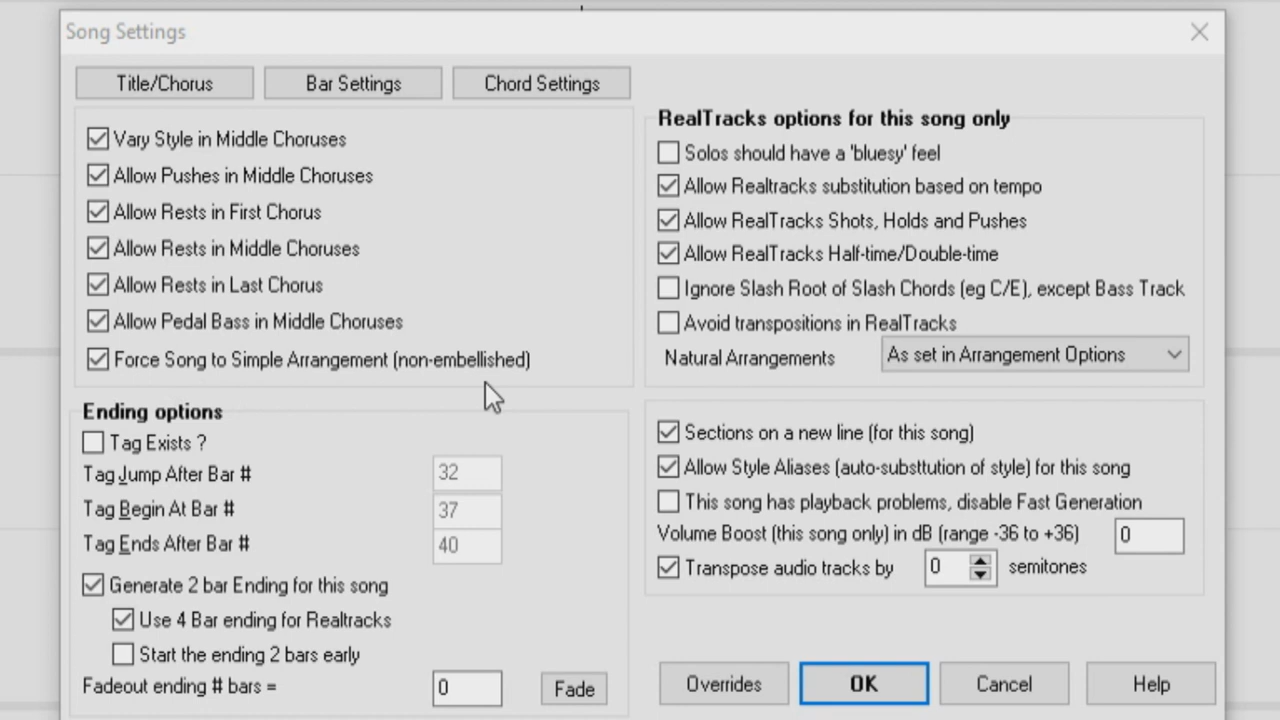 Song Settings
Title/Chorus
Bar Settings
Chord Settings
Vary Style in Middle Choruses
Allow Pushes in Middle Choruses
Allow Rests in First Chorus
Allow Rests in Middle Choruses
Allow Rests in Last Chorus
Allow Pedal Bass in Middle Choruses
Force Song to Simple Arrangement (non-embellished)
Ending options
Tag Exists ?
Tag Jump After Bar # 32
Tag Begin At Bar # 37
Tag Ends After Bar # 40
Generate 2 bar Ending for this song
Use 4 Bar ending for Realtracks
Start the ending 2 bars early
Fadeout ending # bars = 0 Fade
RealTracks options for this song only
Solos should have a 'bluesy' feel
Allow Realtracks substitution based on tempo
Allow RealTracks Shots, Holds and Pushes
Allow RealTracks Half-time/Double-time
Ignore Slash Root of Slash Chords (eg C/E), except Bass Track
Avoid transpositions in RealTracks
Natural Arrangements As set in Arrangement Options
Sections on a new line (for this song)
Allow Style Aliases (auto-substtution of style) for this song
This song has playback problems, disable Fast Generation
Volume Boost (this song only) in dB (range -36 to +36) 0
Transpose audio tracks by 0 semitones
Overrides
OK
Cancel
Help